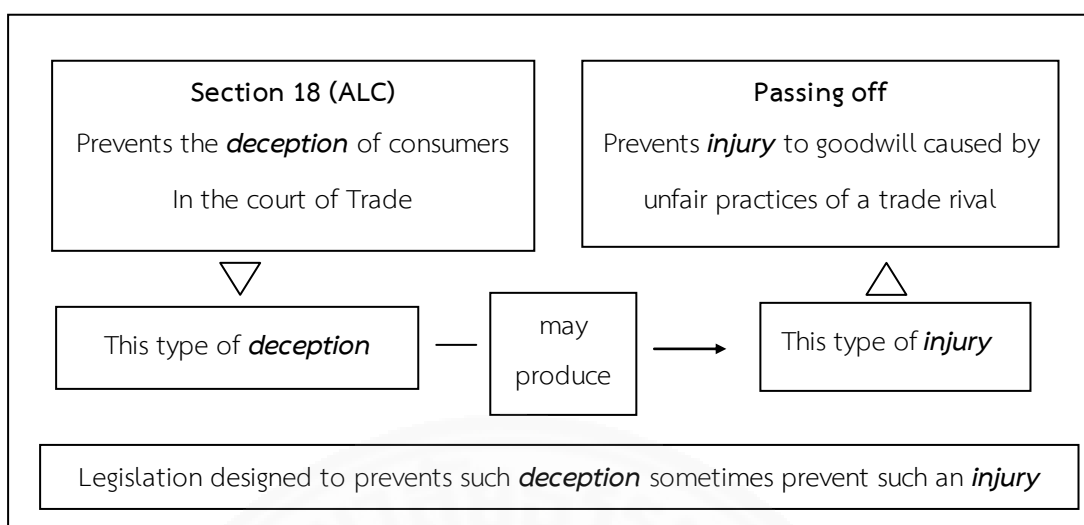 Section 18 (ALC)
Prevents the deception of consumers
In the court of Trade
Passing off
Prevents injury to goodwill caused by
unfair practices of a trade rival
This type of deception
may
produce
This type of injury
Legislation designed to prevents such deception sometimes prevent such an injury